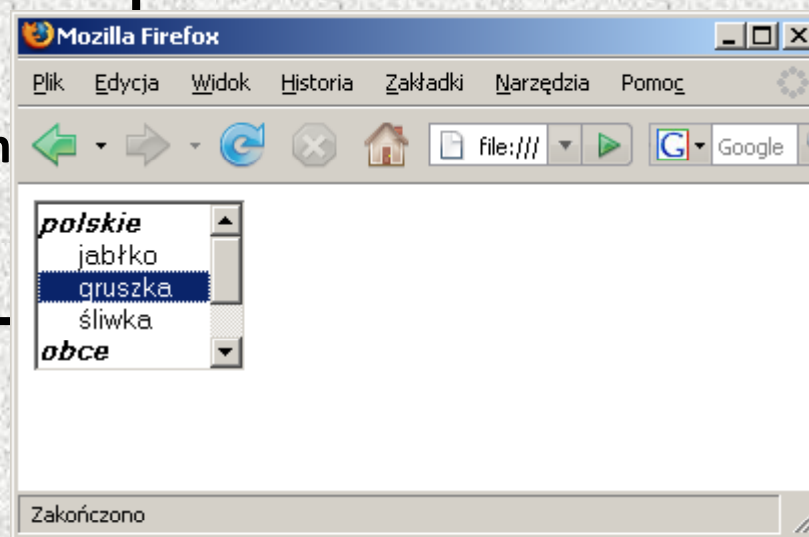 Mozilla Firefox
Plik Edycja Widok Historia Zakładki Narzędzia Pomoc
n
file:/// G Google
polskie
jabłko
gruszka
śliwka
obce
Zakończono